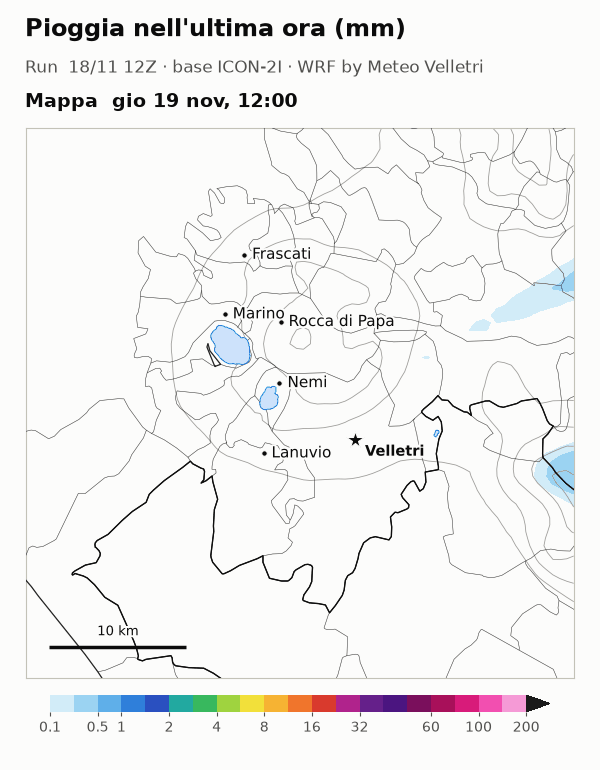 Pioggia nell'ultima ora (mm)
Run 18/11 12Z · base ICON-2I · WRF by Meteo Velletri
Mappa gio 19 nov, 12:00
Frascati
Marino
Rocca di Papa
Nemi
Velletri
Lanuvio
10 km
0.1 0.5 1 2 4 8 16 32 60 100 200